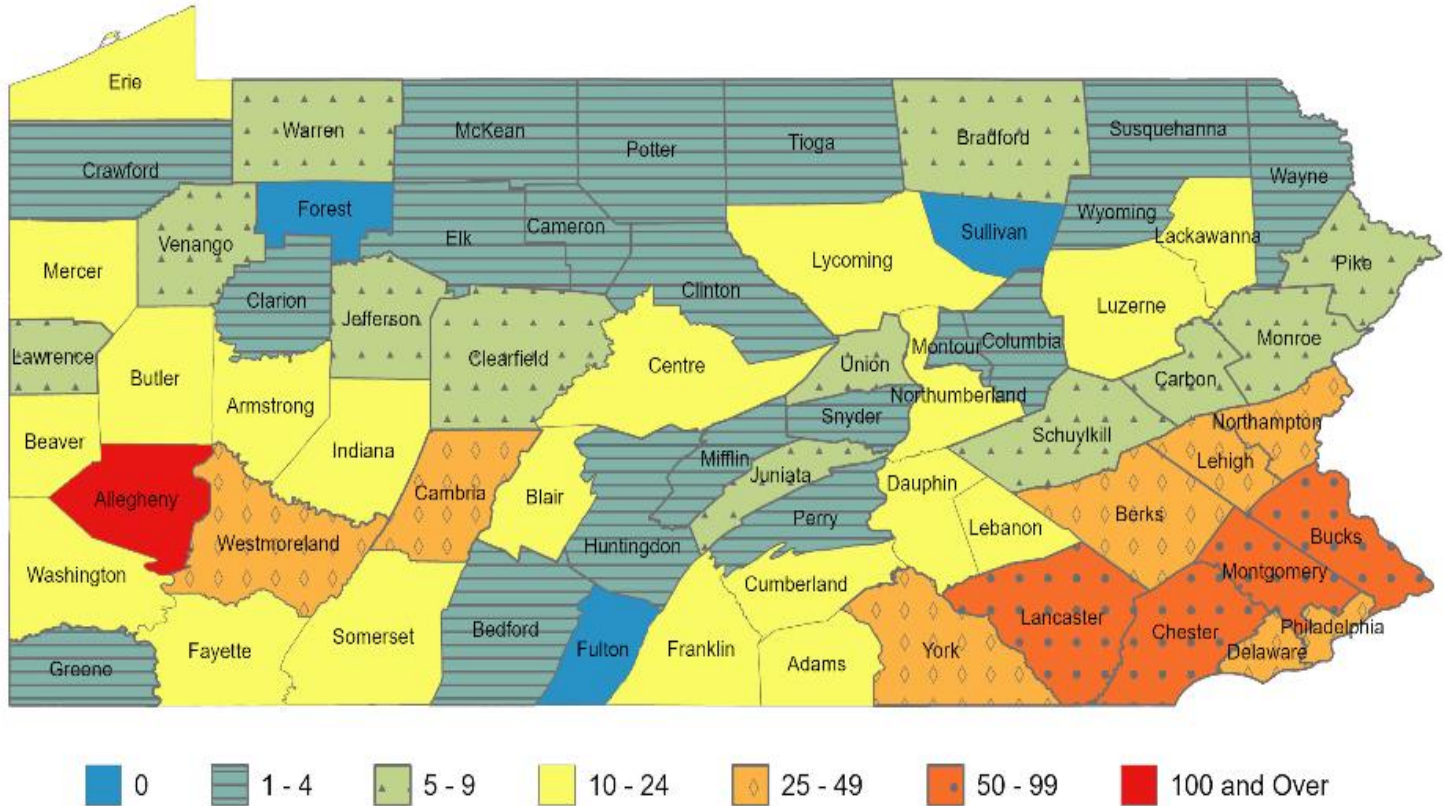 Erie
Warren
McKean
Potter
Tioga
Bradford
Susquehanna
Wayne
Crawford
Forest
Elk
Cameron
Sullivan
Wyoming
Lackawanna
Venango
Mercer
Lycoming
Pike
Clarion
Clinton
Jefferson
Luzerne
Lawrence
Clearfield
Centre
Union
Montour
Columbia
Monroe
Butler
Carbon
Armstrong
Northumberland
Snyder
Northampton
Beaver
Indiana
Schuylkill
Mifflin
Lehigh
Allegheny
Cambria
Blair
Juniata
Dauphin
Perry
Berks
Lebanon
Westmoreland
Huntingdon
Bucks
Washington
Cumberland
Montgomery
Lancaster
Chester
Philadelphia
Somerset
Bedford
Fulton
Franklin
Fayette
Adams
York
Delaware
Greene
0 1 - 4 5 - 9 10 - 24 25 - 49 50 - 99 100 and Over